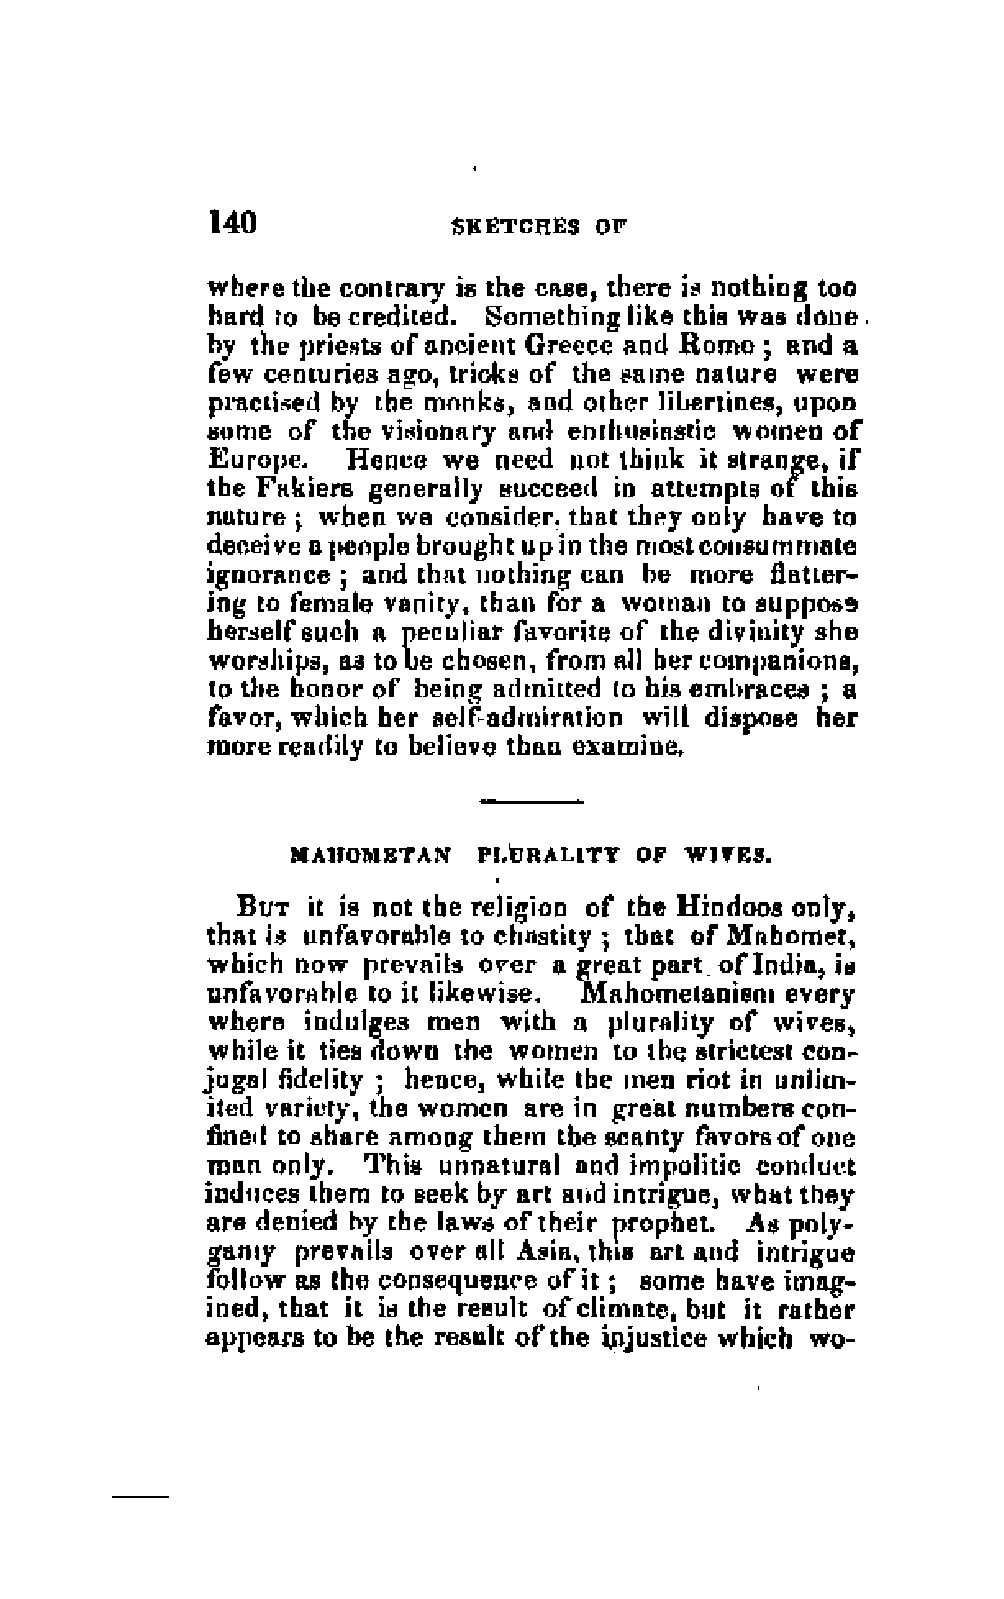 140 SKETCHES OF
where the contrary is the case, there is nothing too
hard to be credited. Something like this was done
by the priests of ancient Greece and Rome ; and a
few centuries ago, tricks of the same nature were
practised by the monks, and other libertines, upon
some of the visionary and enthusiastic women of
Europe. Hence we need not think it strange, if
the Fakiers generally succeed in attempts of this
nature ; when we consider that they only have to
deceive a people brought up in the most consummate
ignorance ; and that nothing can be more flatter-
ing to female vanity, than for a woman to suppose
herself such a peculiar favorite of the divinity she
worships, as to be chosen, from all her companions,
to the honor of being admitted to his embraces ; a
favor, which her self-admiration will dispose her
more readily to believe than examine.
MAHOMETAN PLURALITY OF WIVES.
BUT it is not the religion of the Hindoos only,
that is unfavorable to chastity ; that of Mahomet,
which now prevails over a great part of India, is
unfavorable to it likewise. Mahometanism every
where indulges men with a plurality of wives,
while it ties down the women to the strictest con-
jugal fidelity ; hence, while the men riot in unlim-
ited variety, the women are in great numbers con-
fined to share among them the scanty favors of one
man only. This unnatural and impolitic conduct
induces them to seek by art and intrigue, what they
are denied by the laws of their prophet. As poly-
gamy prevails over all Asia, this art and intrigue
follow as the consequence of it ; some have imag-
ined, that it is the result of climate, but it rather
appears to be the result of the injustice which wo-